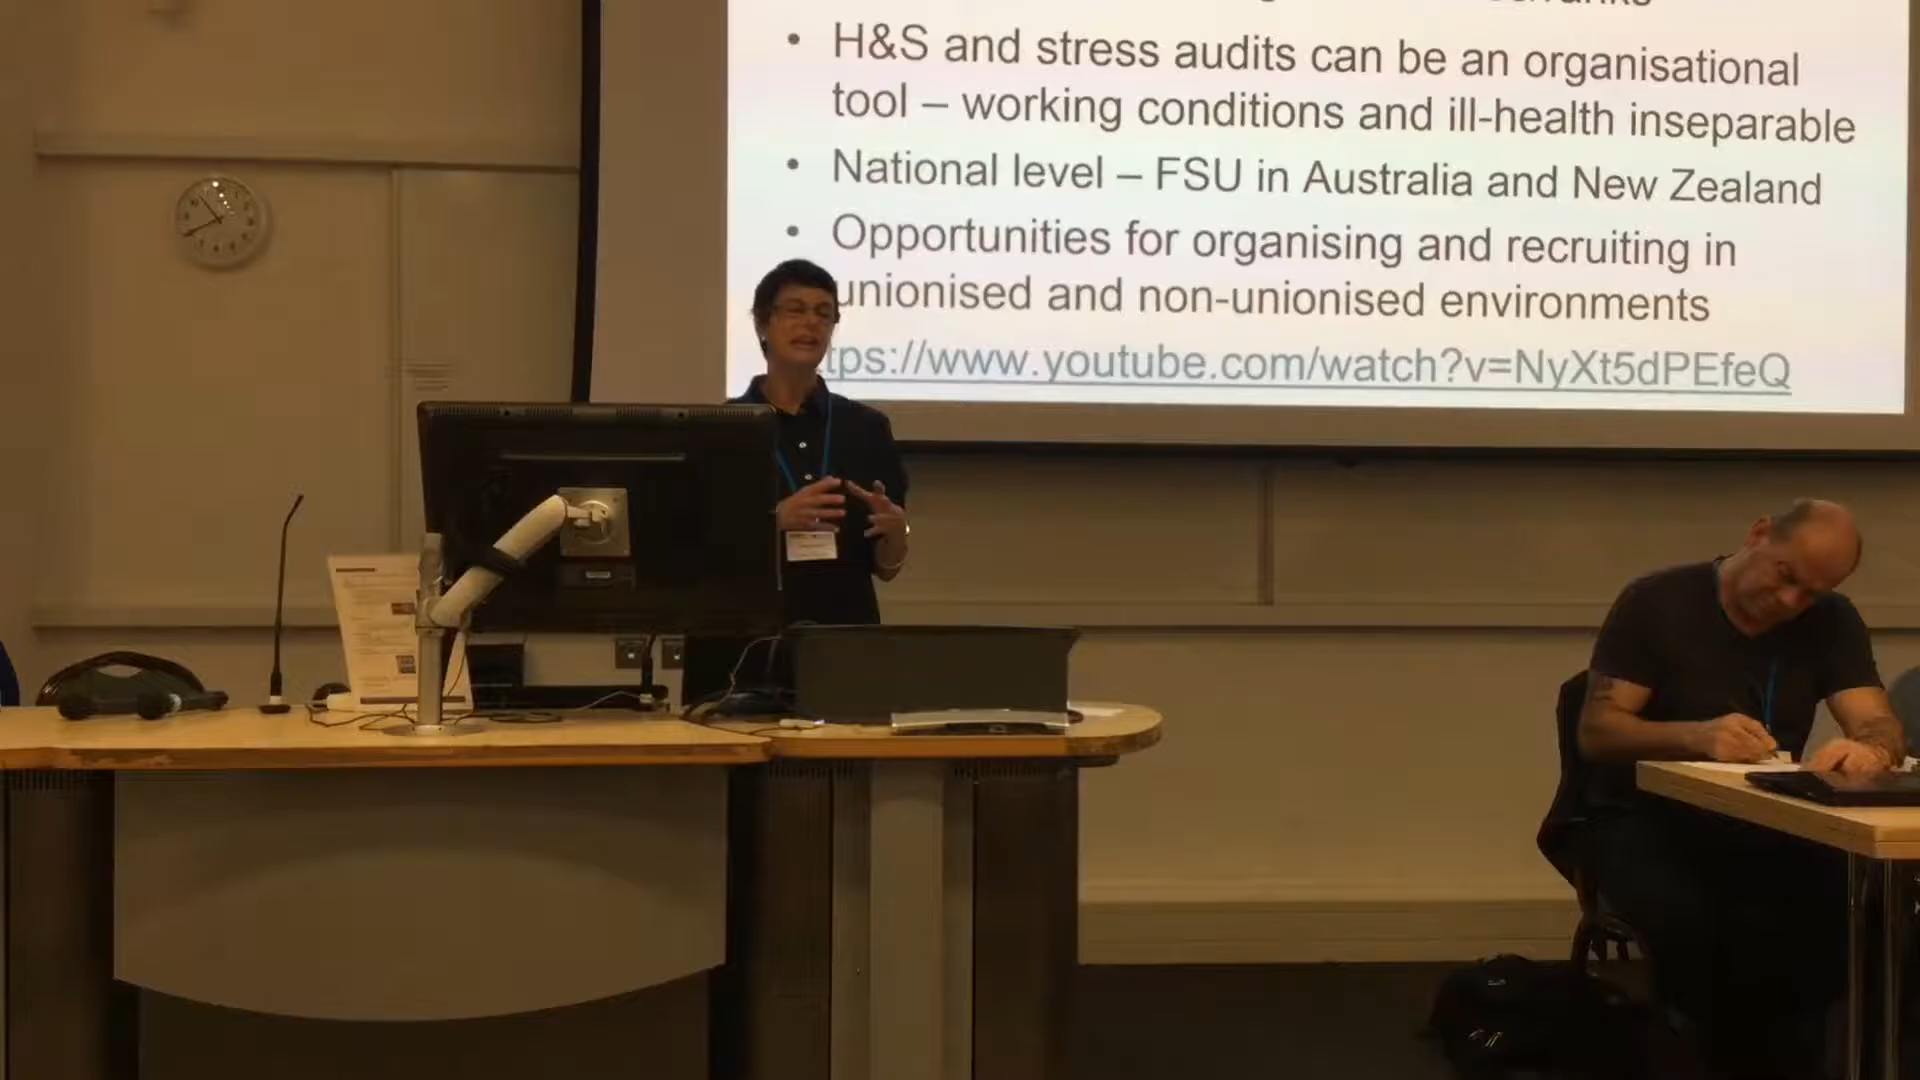 • H&S and stress audits can be an organisational
tool – working conditions and ill-health inseparable
• National level – FSU in Australia and New Zealand
• Opportunities for organising and recruiting in
unionised and non-unionised environments
tps://www.youtube.com/watch?v=NyXt5dPEfeQ